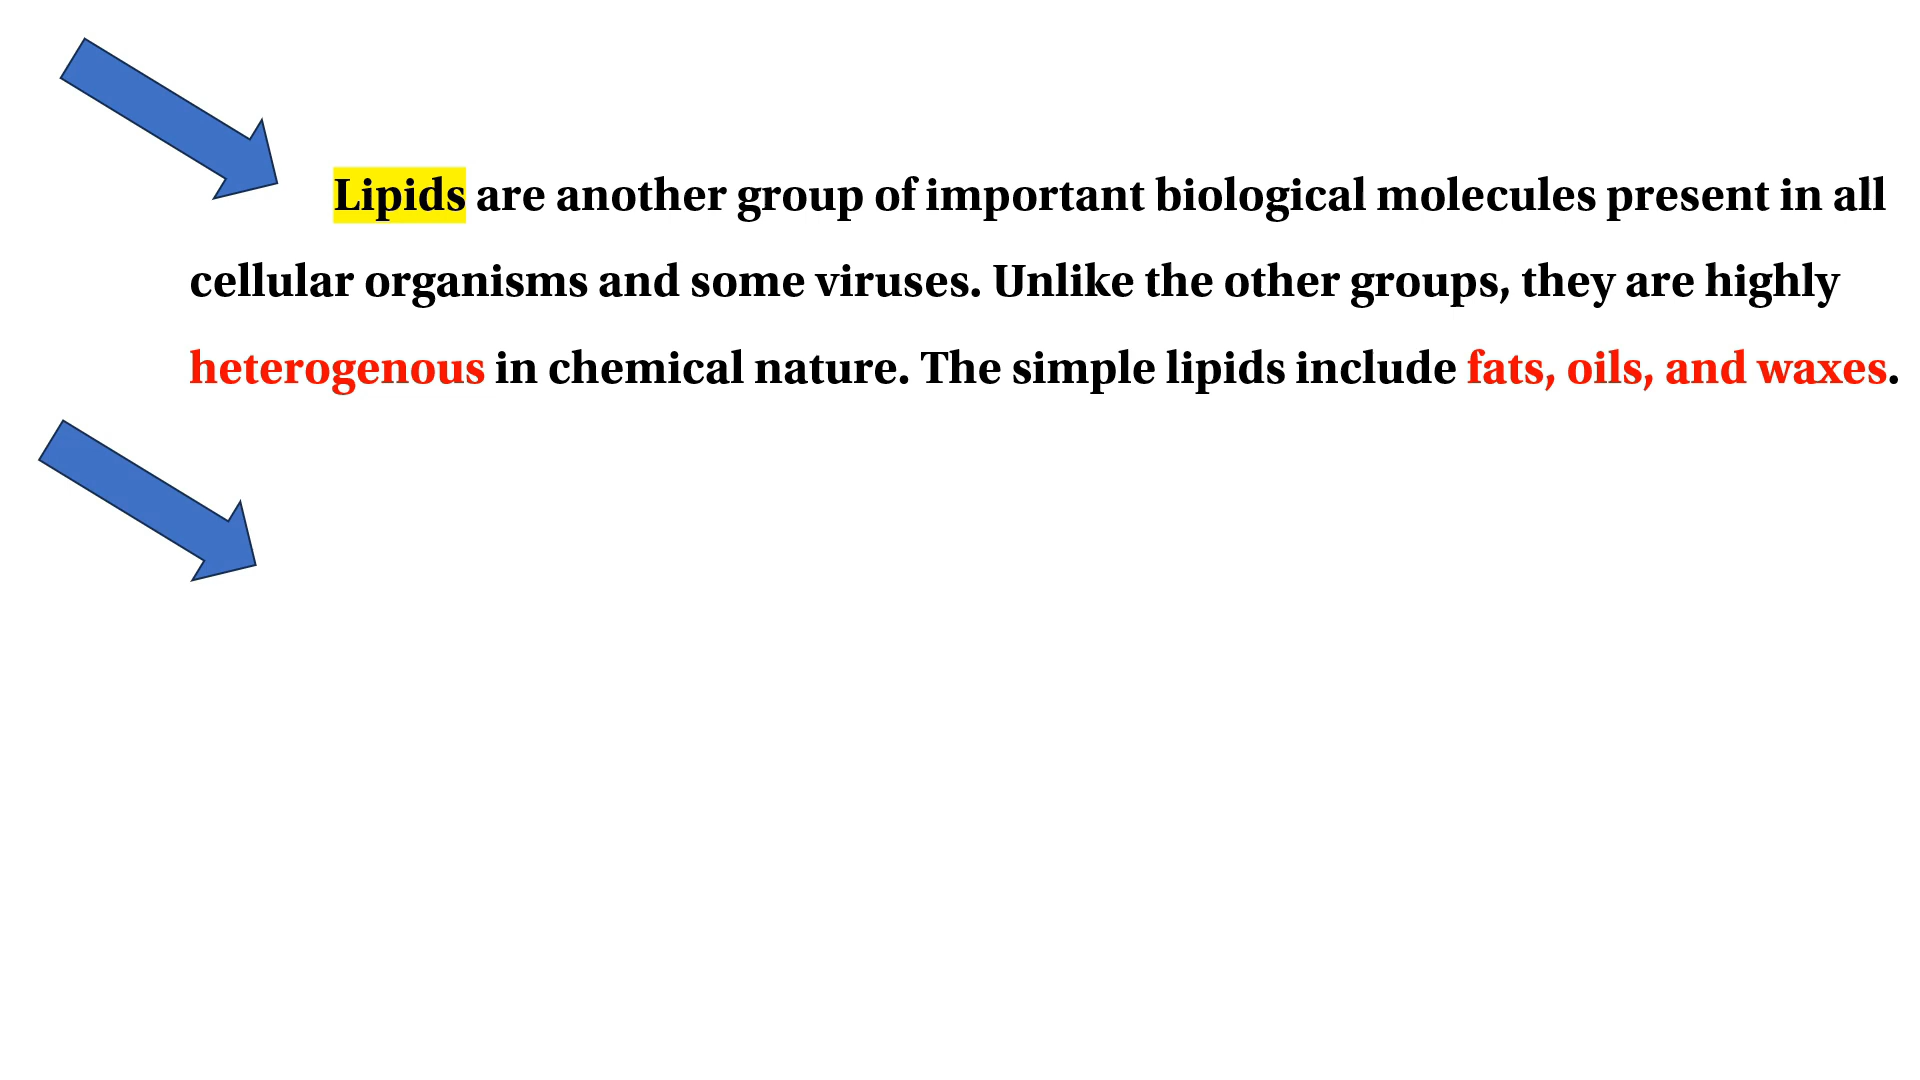 Lipids are another group of important biological molecules present in all
cellular organisms and some viruses. Unlike the other groups, they are highly
heterogenous in chemical nature. The simple lipids include fats, oils, and waxes.